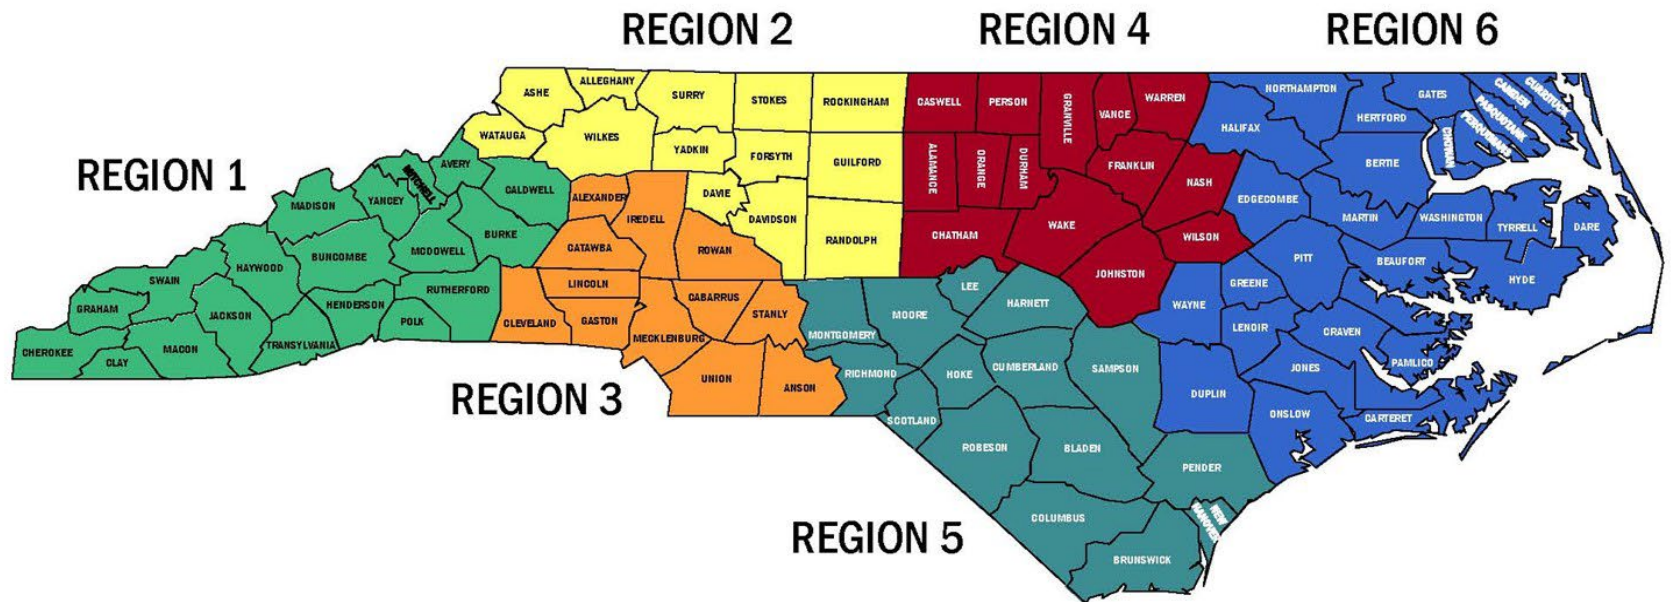 REGION 2
REGION 4
REGION 6
REGION 1
REGION 3
REGION 5
ASHE
ALLEGHANY
SURRY
STOKES
ROCKINGHAM
WATAUGA
WILKES
YADKIN
FORSYTH
GUILFORD
DAVIE
DAVIDSON
RANDOLPH
CASWELL
PERSON
GRANVILLE
VANCE
WARREN
ALAMANCE
ORANGE
DURHAM
FRANKLIN
NASH
CHATHAM
WAKE
WILSON
JOHNSTON
NORTHAMPTON
GATES
CAMDEN
CURRITUCK
PASQUOTANK
PERQUIMANS
HERTFORD
HALIFAX
CHOWAN
BERTIE
EDGECOMBE
MARTIN
WASHINGTON
TYRRELL
DARE
PITT
BEAUFORT
HYDE
WAYNE
GREENE
LENOIR
CRAVEN
PAMLICO
JONES
DUPLIN
ONSLOW
CARTERET
AVERY
MITCHELL
CALDWELL
MADISON
YANCEY
BURKE
MCDOWELL
BUNCOMBE
HAYWOOD
SWAIN
GRAHAM
JACKSON
HENDERSON
RUTHERFORD
POLK
TRANSYLVANIA
MACON
CHEROKEE
CLAY
ALEXANDER
IREDELL
CATAWBA
ROWAN
LINCOLN
CLEVELAND
GASTON
CABARRUS
STANLY
MECKLENBURG
UNION
ANSON
LEE
MOORE
HARNETT
MONTGOMERY
RICHMOND
HOKE
CUMBERLAND
SAMPSON
SCOTLAND
ROBESON
BLADEN
PENDER
NEW
HANOVER
COLUMBUS
BRUNSWICK